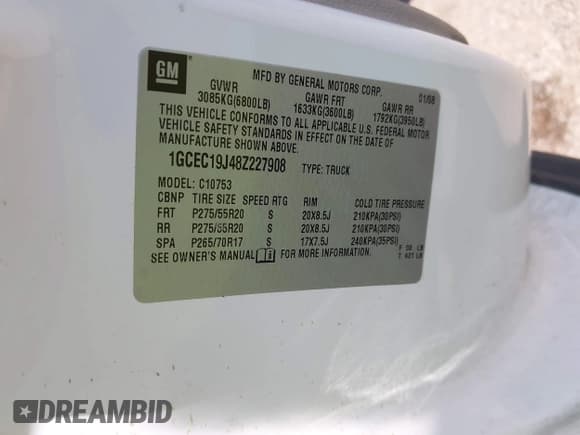 GM
MFD BY GENERAL MOTORS CORP. 01/08
GVWR GAWR FRT GAWR RR
3085KG(6800LB) 1633KG(3600LB) 1792KG(3950LB)
THIS VEHICLE CONFORMS TO ALL APPLICABLE U.S. FEDERAL MOTOR
VEHICLE SAFETY STANDARDS IN EFFECT ON THE DATE OF
MANUFACTURE SHOWN ABOVE.
1GCEC19J48Z227908 TYPE: TRUCK
MODEL: C10753
CBNP TIRE SIZE SPEED RTG RIM COLD TIRE PRESSURE
FRT P275/55R20 S 20X8.5J 210KPA(30PSI)
RR P275/55R20 S 20X8.5J 210KPA(30PSI)
SPA P265/70R17 S 17X7.5J 240KPA(35PSI)
SEE OWNER'S MANUAL FOR MORE INFORMATION.
LB
LB
DREAMBID